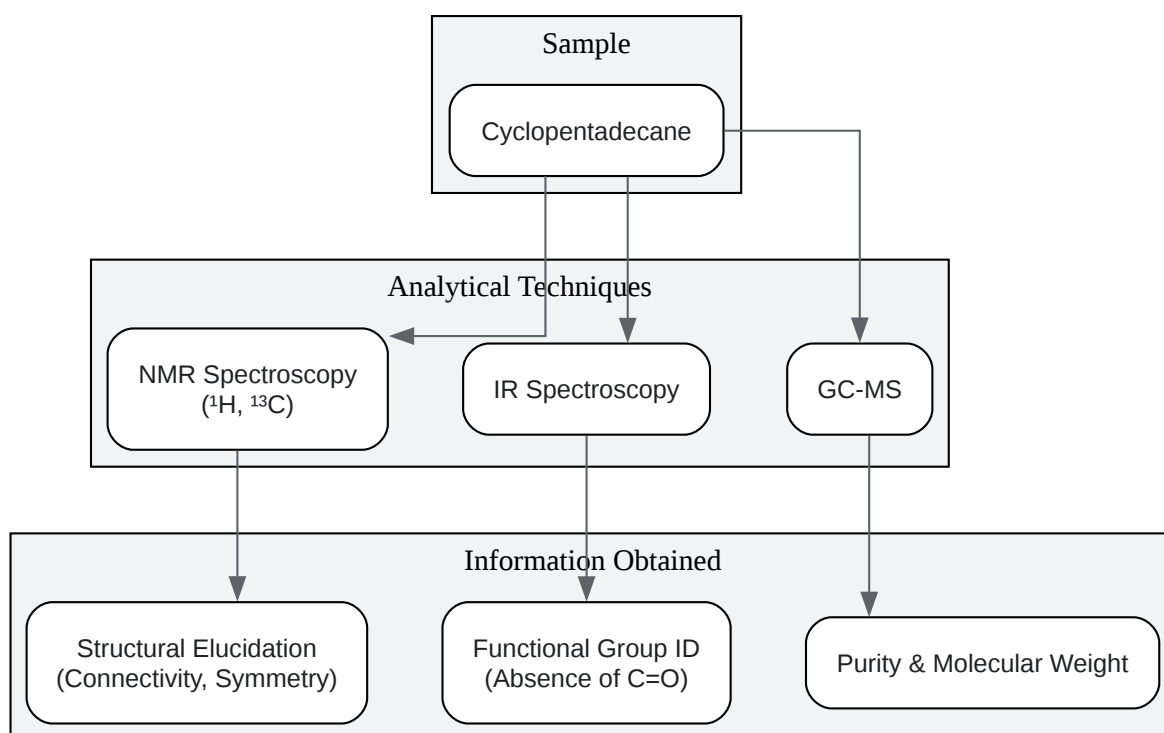 Sample
Cyclopentadecane
Analytical Techniques
NMR Spectroscopy
(¹H, ¹³C)
IR Spectroscopy
GC-MS
Information Obtained
Structural Elucidation
(Connectivity, Symmetry)
Functional Group ID
(Absence of C=O)
Purity & Molecular Weight